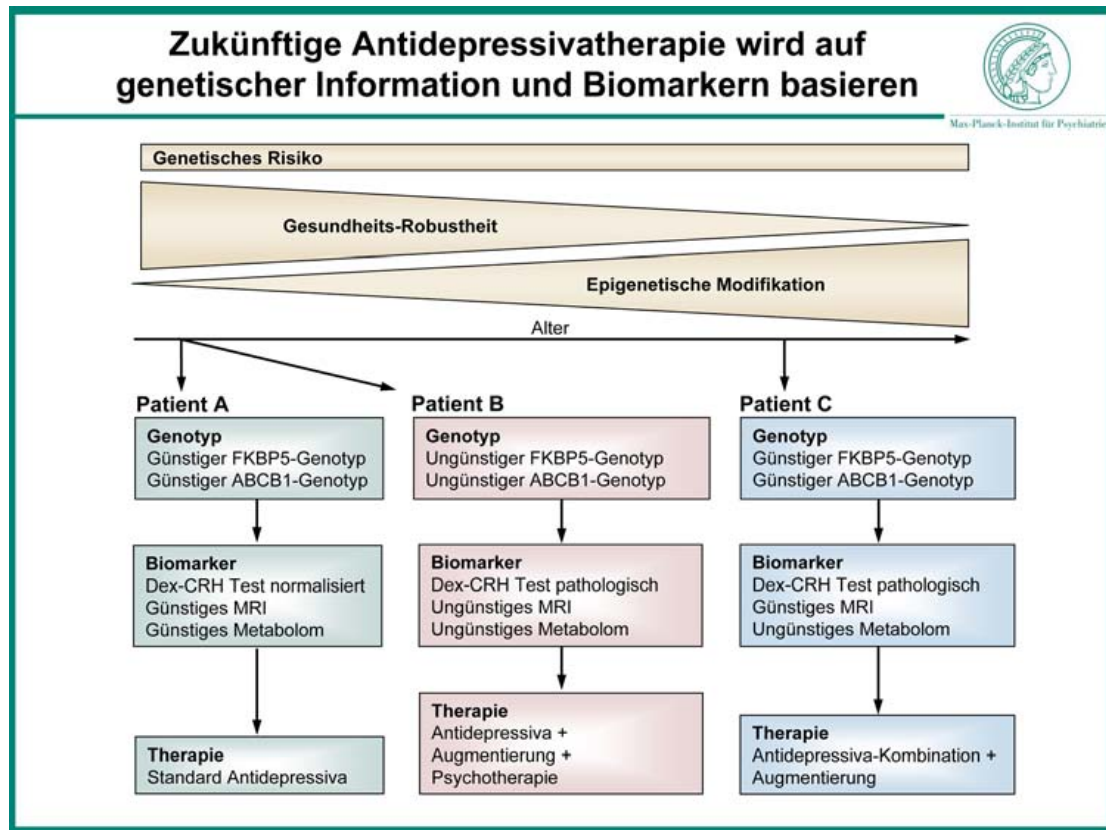 Zukünftige Antidepressivatherapie wird auf
genetischer Information und Biomarkern basieren
Max-Planck-Institut für Psychiatrie
Genetisches Risiko
Gesundheits-Robustheit
Epigenetische Modifikation
Alter
Patient A
Genotyp
Günstiger FKBP5-Genotyp
Günstiger ABCB1-Genotyp
Biomarker
Dex-CRH Test normalisiert
Günstiges MRI
Günstiges Metabolom
Therapie
Standard Antidepressiva
Patient B
Genotyp
Ungünstiger FKBP5-Genotyp
Ungünstiger ABCB1-Genotyp
Biomarker
Dex-CRH Test pathologisch
Ungünstiges MRI
Ungünstiges Metabolom
Therapie
Antidepressiva +
Augmentierung +
Psychotherapie
Patient C
Genotyp
Günstiger FKBP5-Genotyp
Günstiger ABCB1-Genotyp
Biomarker
Dex-CRH Test pathologisch
Günstiges MRI
Ungünstiges Metabolom
Therapie
Antidepressiva-Kombination +
Augmentierung